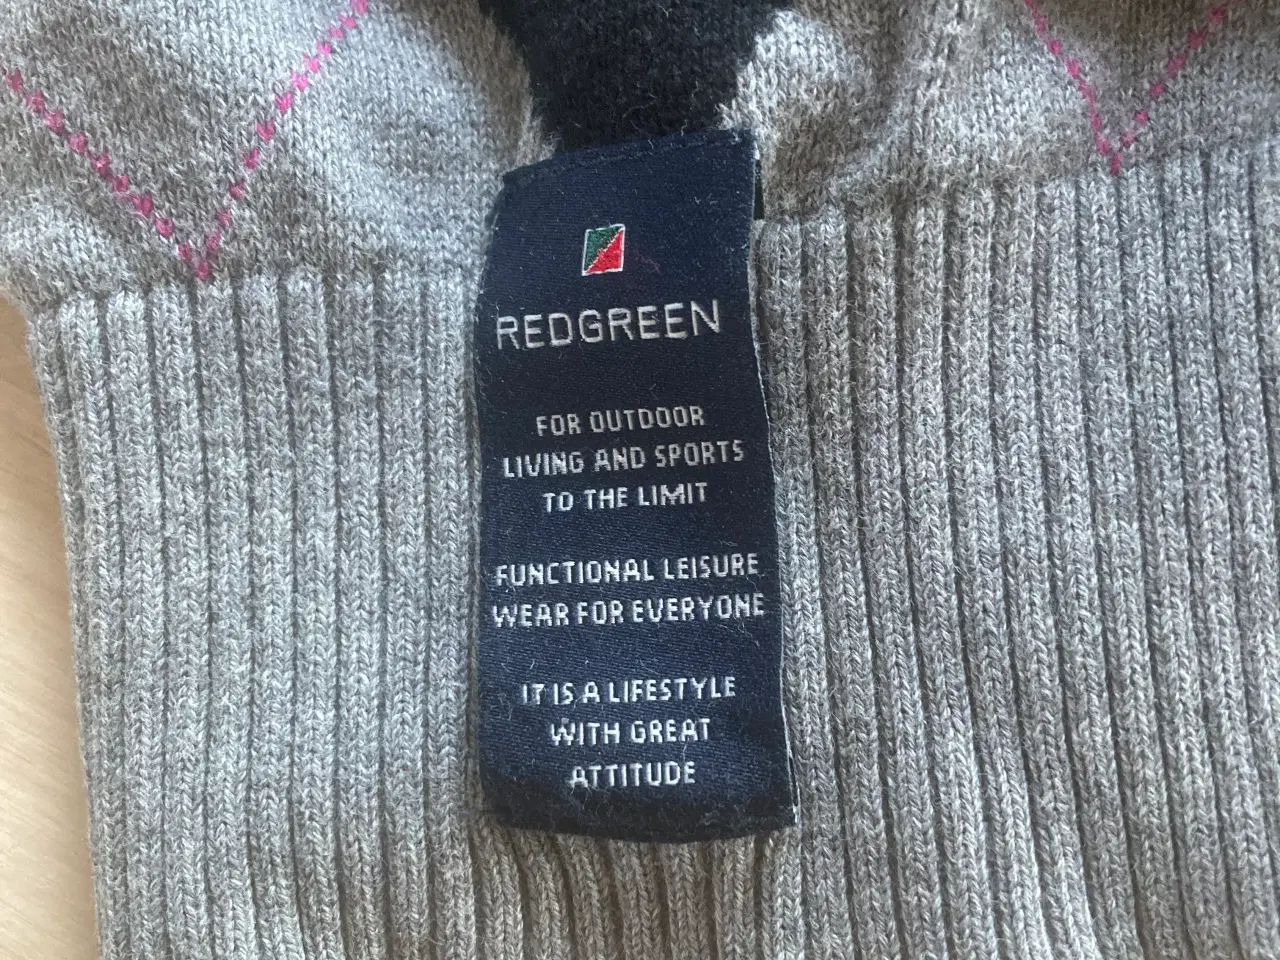 REDGREEN
FOR OUTDOOR
LIVING AND SPORTS
TO THE LIMIT
FUNCTIONAL LEISURE
WEAR FOR EVERYONE
IT IS A LIFESTYLE
WITH GREAT
ATTITUDE